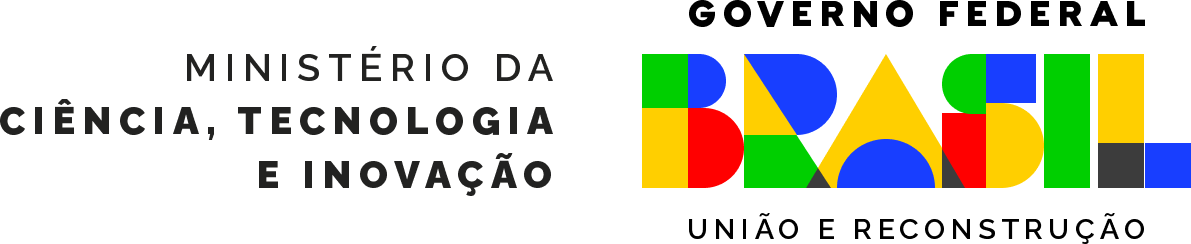 MINISTÉRIO DA
CIÊNCIA, TECNOLOGIA
E INOVAÇÃO
GOVERNO FEDERAL
BRASIL
UNIÃO E RECONSTRUÇÃO